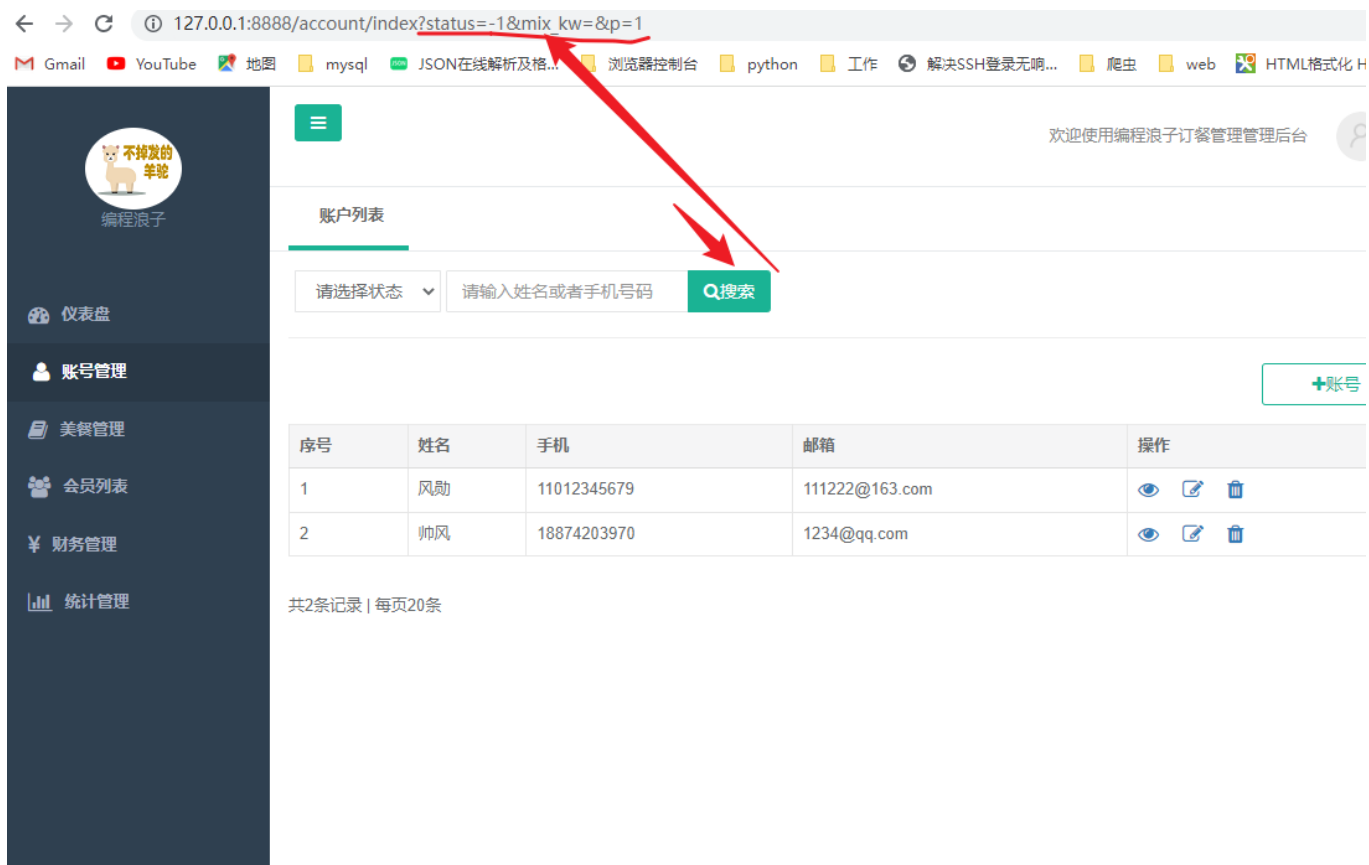 127.0.0.1:8888/account/index?status=-1&mix_kw=&p=1
Gmail YouTube 地图 mysql JSON在线解析及格... 浏览器控制台 python 工作 解决SSH登录无响... 爬虫 web HTML格式化 H
不掉发的
羊驼
编程浪子
欢迎使用编程浪子订餐管理管理后台
账户列表
请选择状态 请输入姓名或者手机号码 搜索
仪表盘
账号管理
美餐管理
会员列表
¥ 财务管理
统计管理
+账号
序号 姓名 手机 邮箱 操作
1 风勋 11012345679 111222@163.com
2 帅风 18874203970 1234@qq.com
共2条记录 | 每页20条